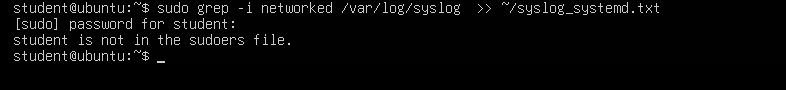 student@ubuntu:~$ sudo grep -i networked /var/log/syslog  >> ~/syslog_systemd.txt
[sudo] password for student:
student is not in the sudoers file.
student@ubuntu:~$ _